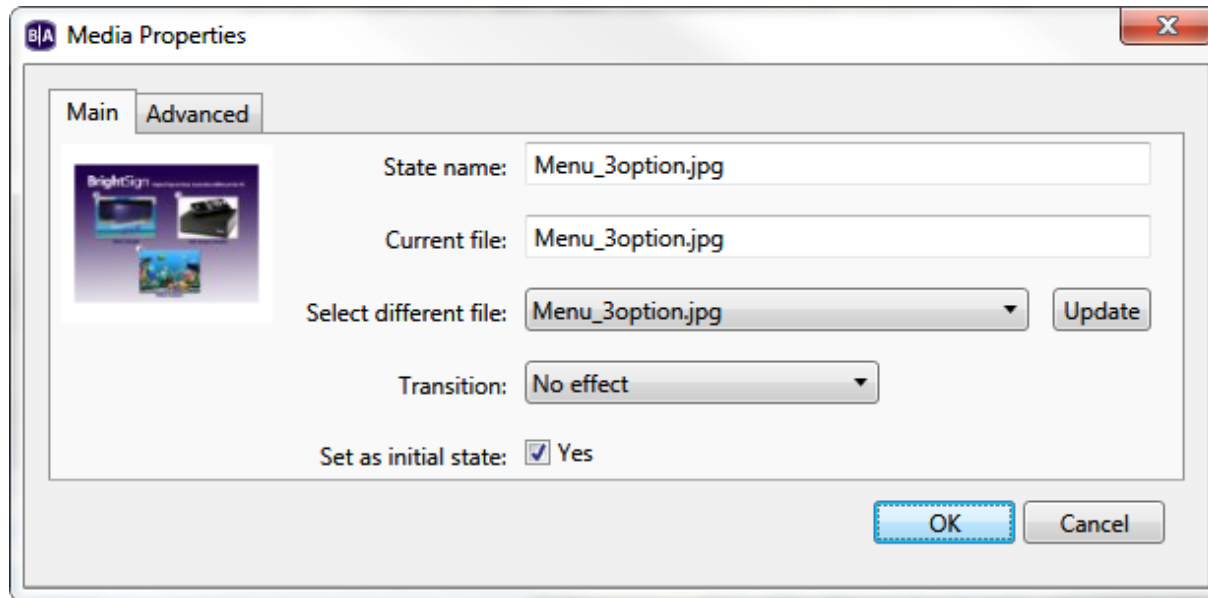 B|A Media Properties
Main Advanced
BrightSign
State name: Menu_3option.jpg
Current file: Menu_3option.jpg
Select different file: Menu_3option.jpg Update
Transition: No effect
Set as initial state: Yes
OK Cancel